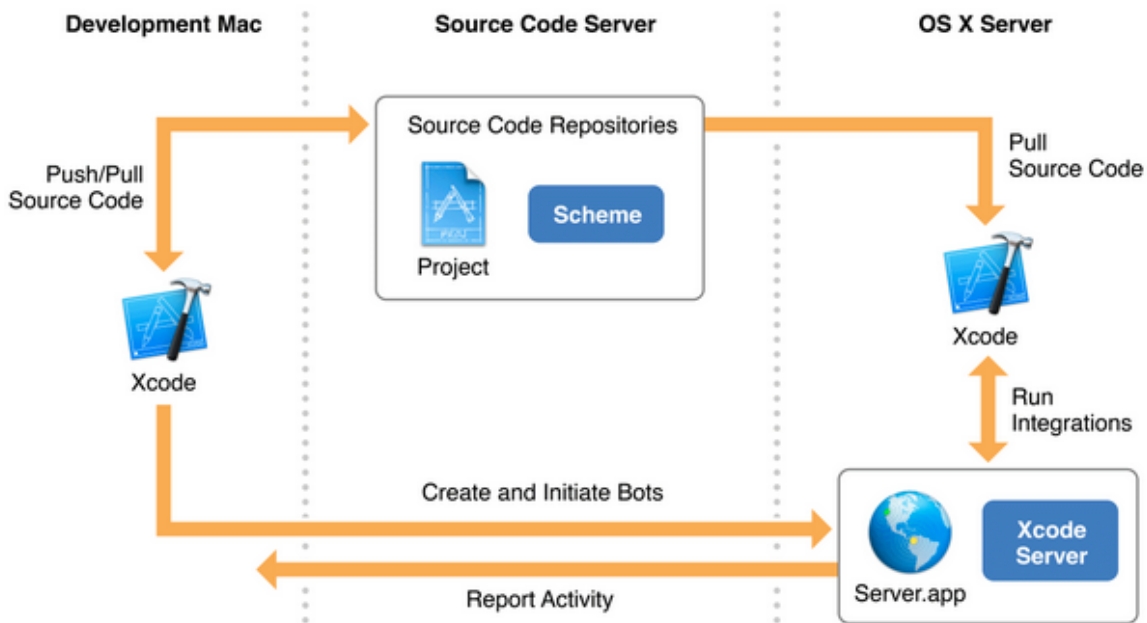 Development Mac
Source Code Server
OS X Server
Source Code Repositories
Push/Pull
Source Code
Pull
Source Code
Scheme
Project
Xcode
Xcode
Run
Integrations
Create and Initiate Bots
Xcode
Server
Server.app
Report Activity